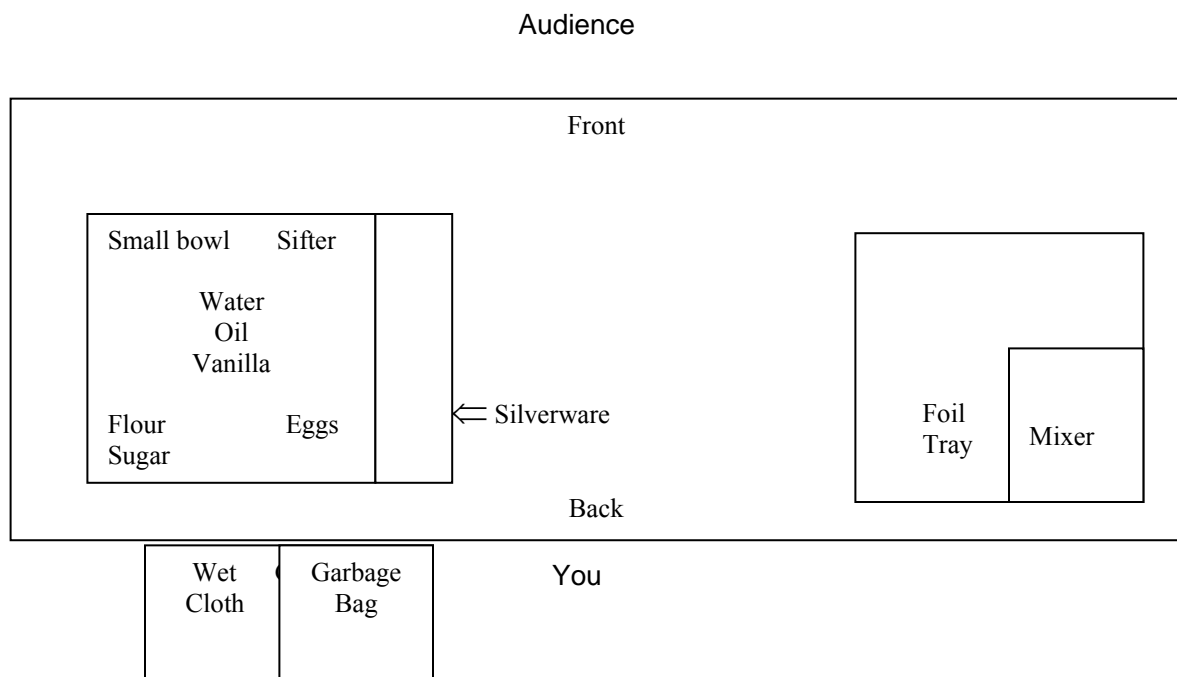 Audience
Front
Small bowl Sifter
Water
Oil
Vanilla
Flour Eggs
Sugar
⇐ Silverware
Foil
Tray
Mixer
Back
Wet
Cloth
Garbage
Bag
You